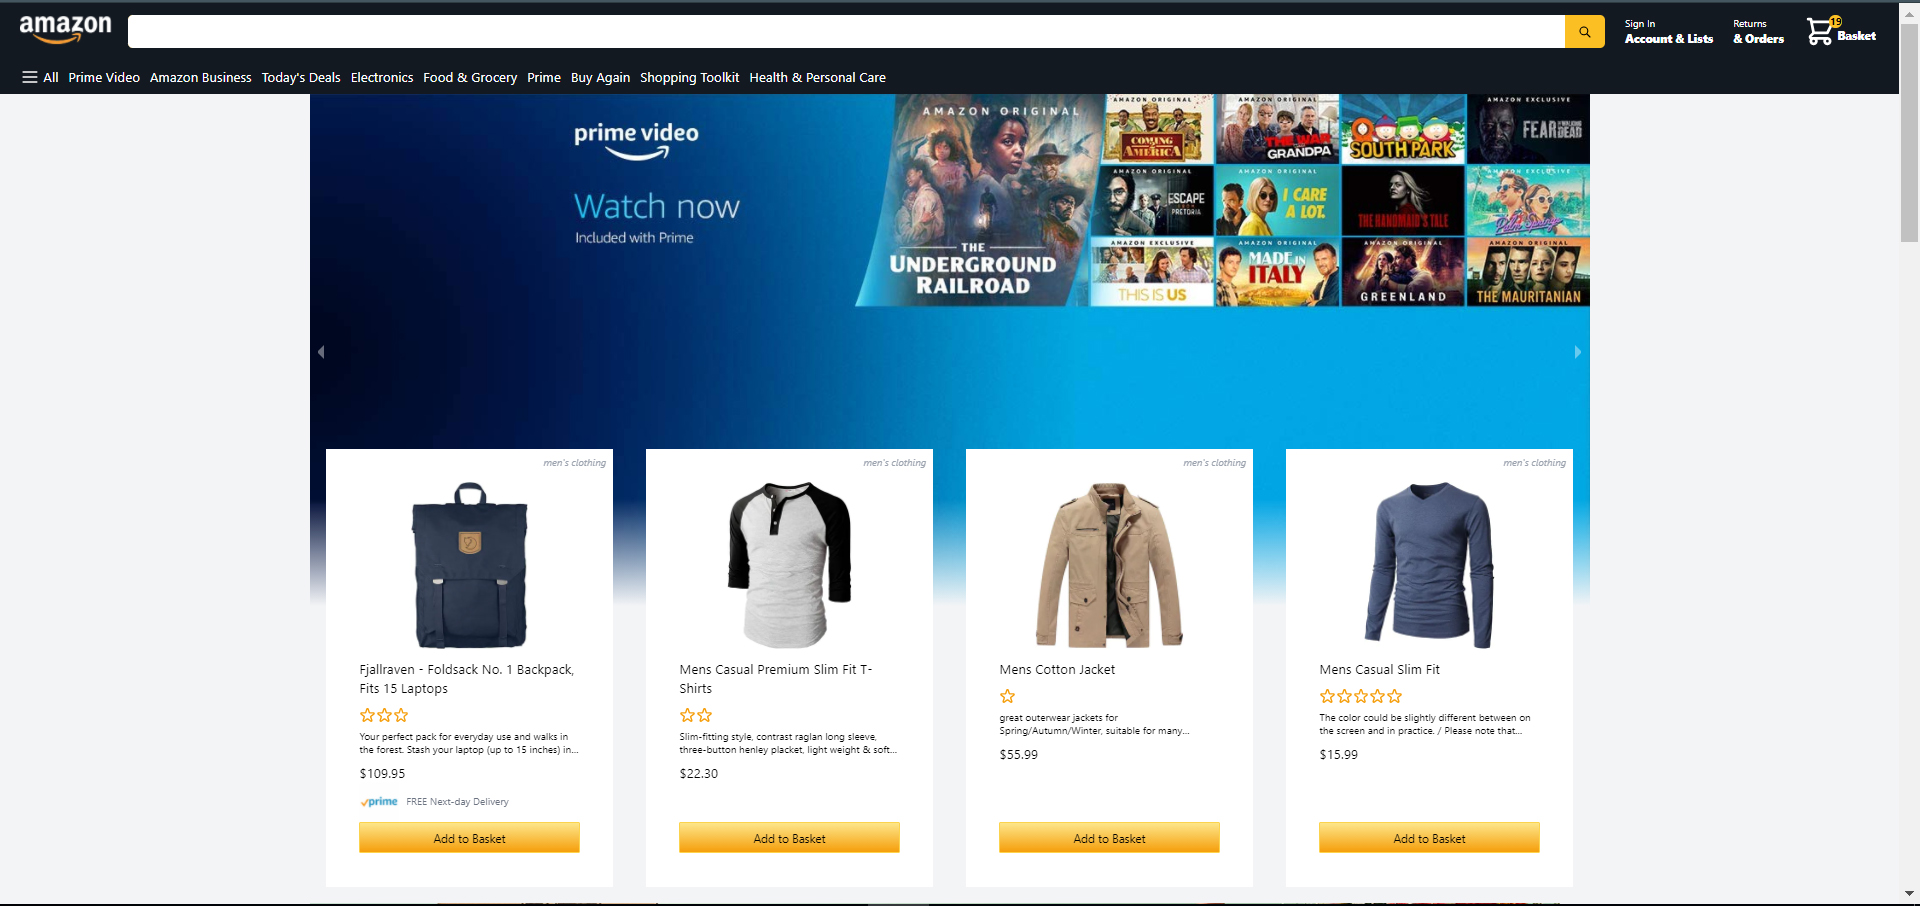 amazon
Sign In
Account & Lists
Returns
& Orders
19
Basket
All Prime Video Amazon Business Today's Deals Electronics Food & Grocery Prime Buy Again Shopping Toolkit Health & Personal Care
prime video
Watch now
Included with Prime
AMAZON ORIGINAL
THE
UNDERGROUND
RAILROAD
AMAZON ORIGINAL
COMING
AMERICA
AMAZON ORIGINAL
THE WAR
GRANDPA
SOUTH PARK
AMAZON EXCLUSIVE
FEAR THE WALKING DEAD
AMAZON ORIGINAL
ESCAPE
FROM
PRETORIA
AMAZON ORIGINAL
I CARE
A LOT.
THE HANDMAID'S TALE
AMAZON EXCLUSIVE
Palm Springs
AMAZON EXCLUSIVE
THIS IS US
AMAZON ORIGINAL
MADE IN
ITALY
AMAZON ORIGINAL
GREENLAND
AMAZON ORIGINAL
THE MAURITANIAN
men's clothing
Fjallraven - Foldsack No. 1 Backpack,
Fits 15 Laptops
Your perfect pack for everyday use and walks in
the forest. Stash your laptop (up to 15 inches) in...
$109.95
prime FREE Next-day Delivery
Add to Basket
men's clothing
Mens Casual Premium Slim Fit T-
Shirts
Slim-fitting style, contrast raglan long sleeve,
three-button henley placket, light weight & soft...
$22.30
Add to Basket
men's clothing
Mens Cotton Jacket
great outerwear jackets for
Spring/Autumn/Winter, suitable for many...
$55.99
Add to Basket
men's clothing
Mens Casual Slim Fit
The color could be slightly different between on
the screen and in practice. / Please note that...
$15.99
Add to Basket